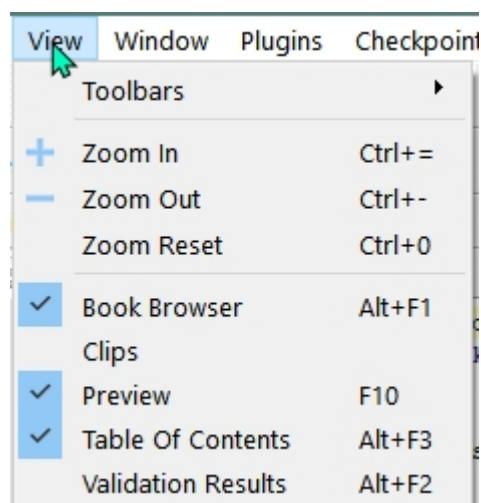 View Window Plugins Checkpoint
Toolbars
Zoom In Ctrl+=
Zoom Out Ctrl+-
Zoom Reset Ctrl+0
Book Browser Alt+F1
Clips
Preview F10
Table Of Contents Alt+F3
Validation Results Alt+F2